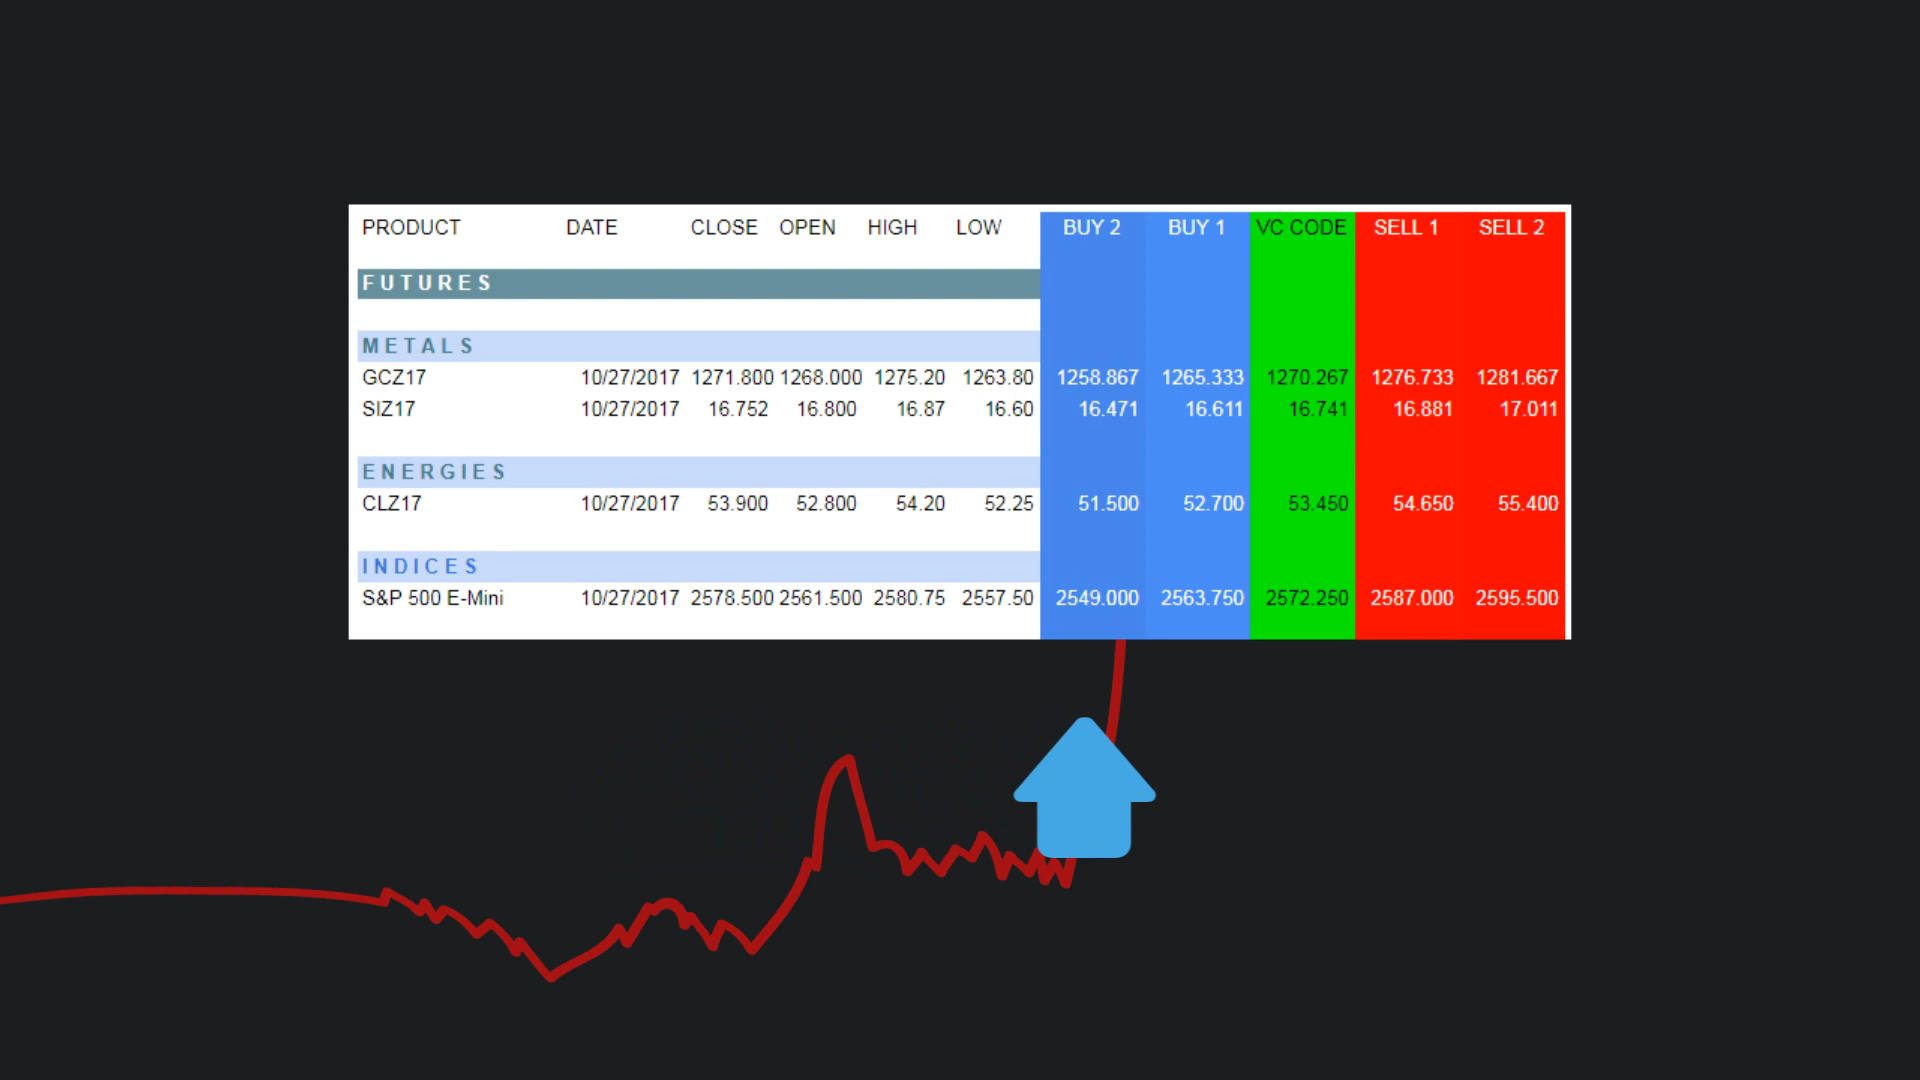 PRODUCT DATE CLOSE OPEN HIGH LOW BUY 2 BUY 1 VC CODE SELL 1 SELL 2
FUTURES
METALS
GCZ17 10/27/2017 1271.800 1268.000 1275.20 1263.80 1258.867 1265.333 1270.267 1276.733 1281.667
SIZ17 10/27/2017 16.752 16.800 16.87 16.60 16.471 16.611 16.741 16.881 17.011
ENERGIES
CLZ17 10/27/2017 53.900 52.800 54.20 52.25 51.500 52.700 53.450 54.650 55.400
INDICES
S&P 500 E-Mini 10/27/2017 2578.500 2561.500 2580.75 2557.50 2549.000 2563.750 2572.250 2587.000 2595.500